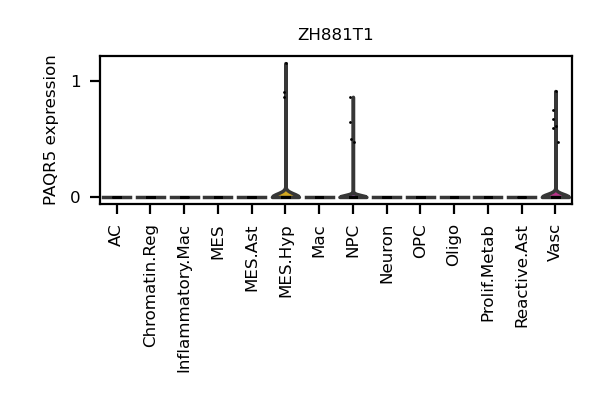 ZH881T1
PAQR5 expression
1
0
AC
Chromatin.Reg
Inflammatory.Mac
MES
MES.Ast
MES.Hyp
Mac
NPC
Neuron
OPC
Oligo
Prolif.Metab
Reactive.Ast
Vasc